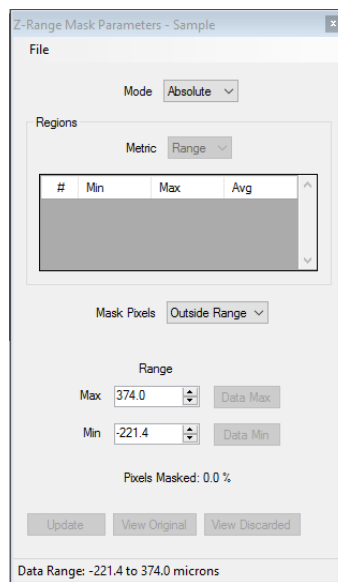 Z-Range Mask Parameters - Sample x
File
Mode Absolute
Regions
Metric Range
# Min Max Avg
Mask Pixels Outside Range
Range
Max 374.0 Data Max
Min -221.4 Data Min
Pixels Masked: 0.0 %
Update View Original View Discarded
Data Range: -221.4 to 374.0 microns